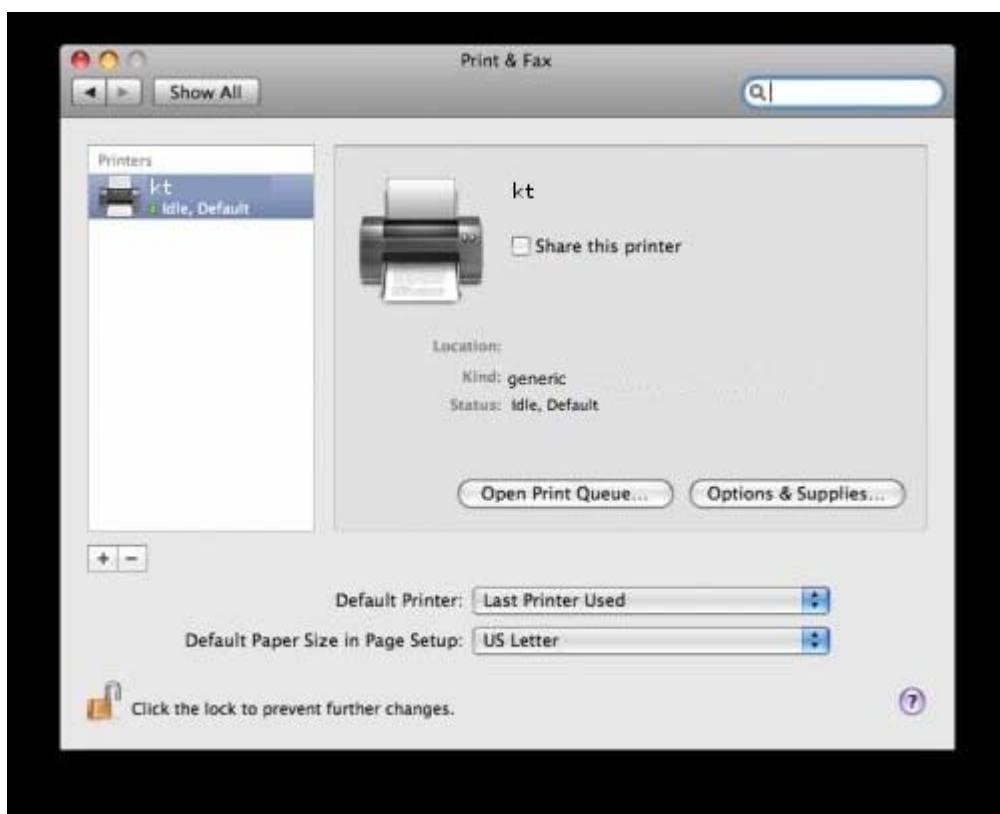 Print & Fax
Show All
Printers
kt
Idle, Default
kt
Share this printer
Location:
Kind: generic
Status: Idle, Default
Open Print Queue...
Options & Supplies...
+ −
Default Printer: Last Printer Used
Default Paper Size in Page Setup: US Letter
Click the lock to prevent further changes.
?